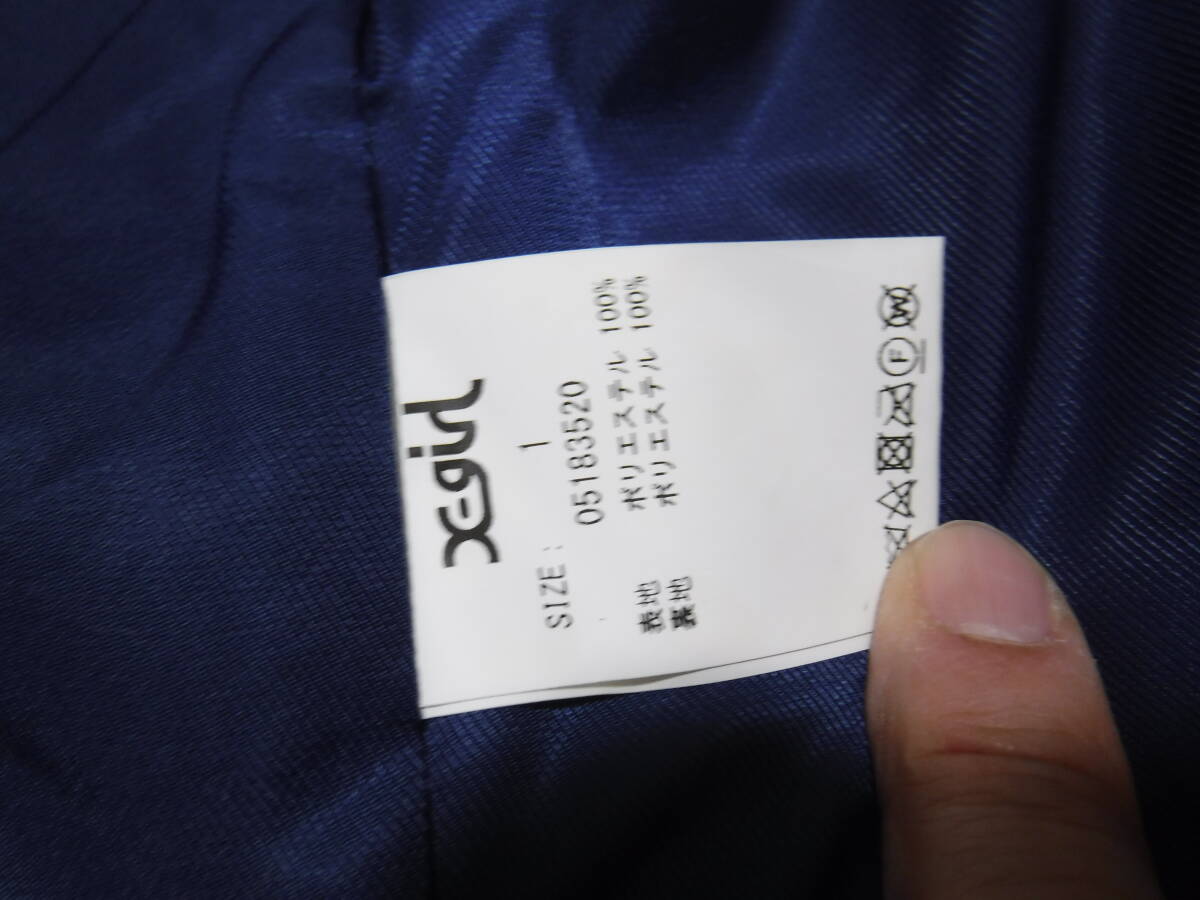 X-girl
SIZE: 1
05183520
表地 ポリエステル 100%
裏地 ポリエステル 100%
F
W